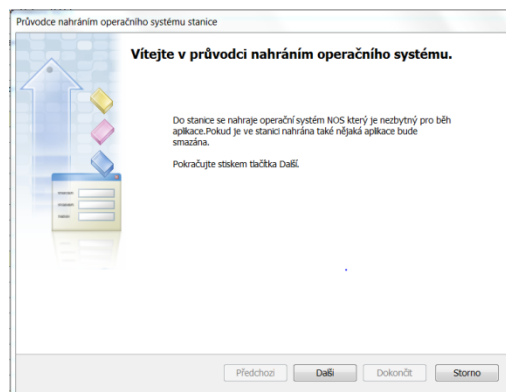 Průvodce nahráním operačního systému stanice
Vítejte v průvodci nahráním operačního systému.
Do stanice se nahraje operační systém NOS který je nezbytný pro běh
aplikace.Pokud je ve stanici nahrána také nějaká aplikace bude
smazána.
Pokračujte stiskem tlačítka Další.
Předchozí
Další
Dokončit
Storno